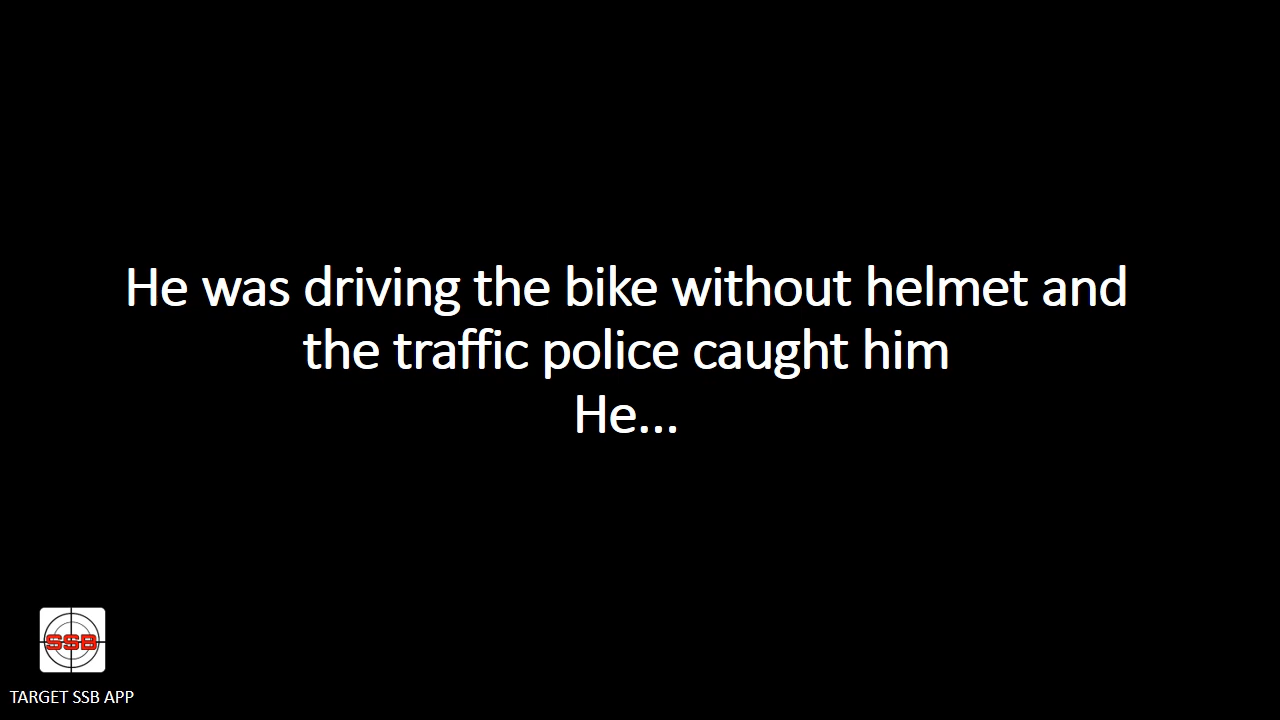 He was driving the bike without helmet and
the traffic police caught him
He...
SSB
TARGET SSB APP